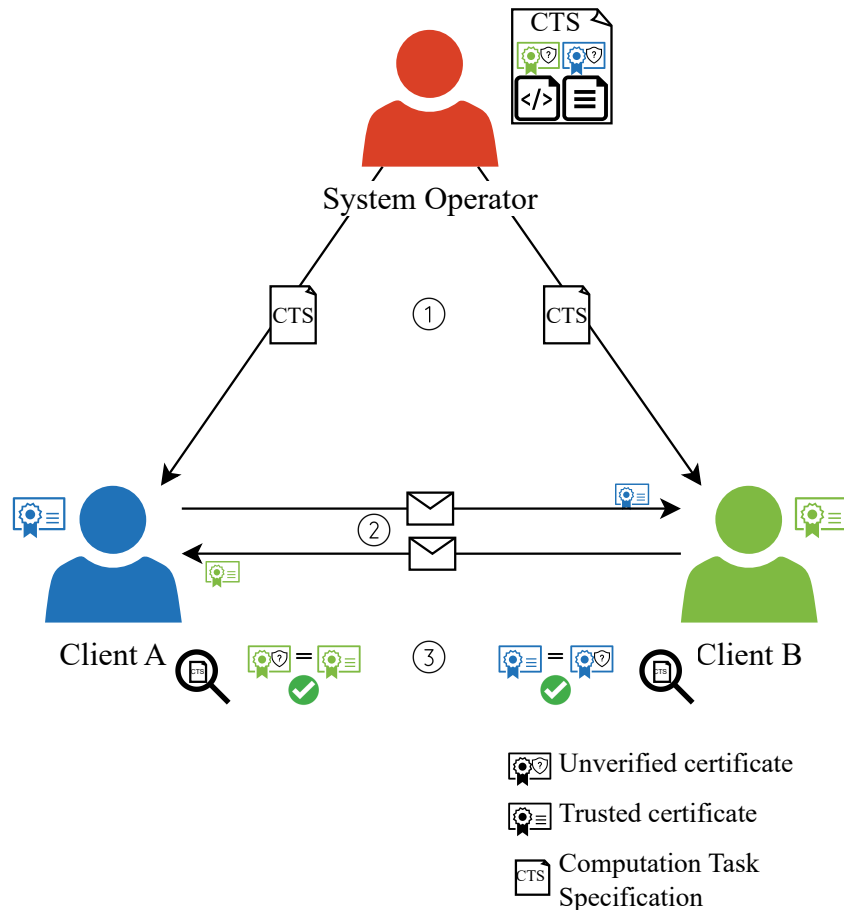 CTS
</>
System Operator
CTS
1
CTS
2
Client A
Client B
CTS
=
3
=
CTS
Unverified certificate
Trusted certificate
CTS
Computation Task
Specification